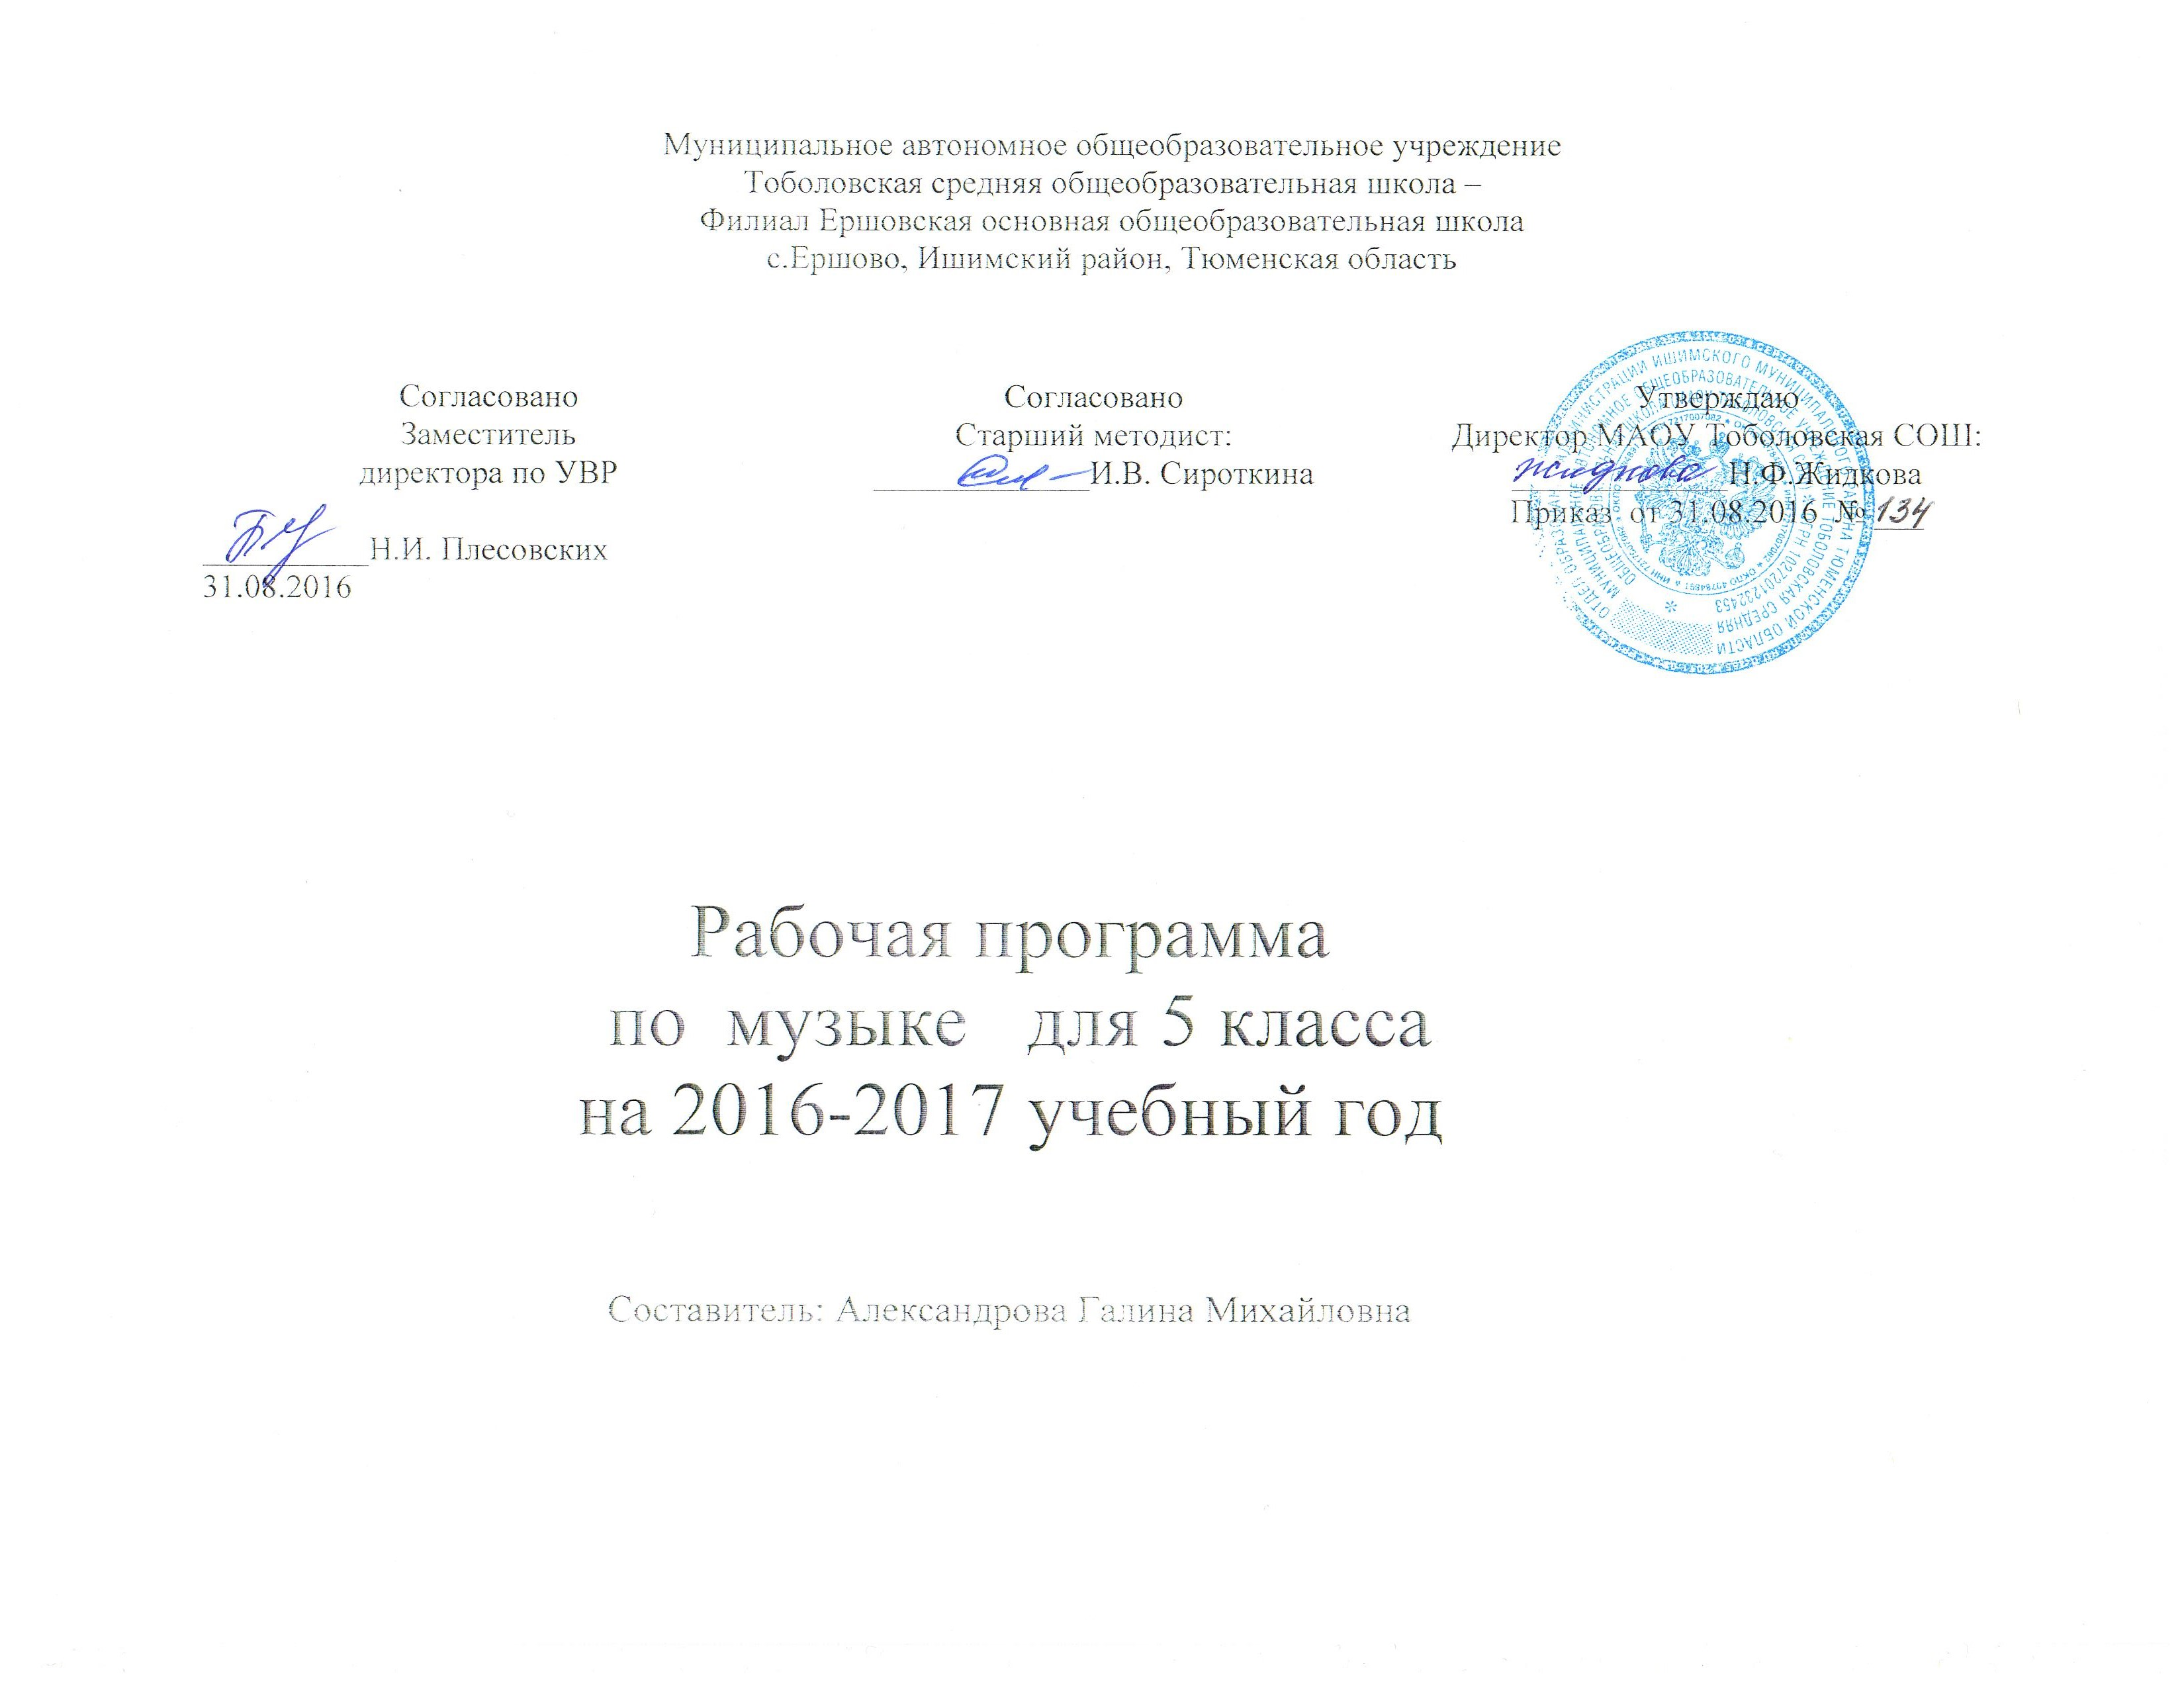 Муниципальное автономное общеобразовательное учреждение
Тоболовская средняя общеобразовательная школа –
Филиал Ершовская основная общеобразовательная школа
с.Ершово, Ишимский район, Тюменская область
Согласовано
Заместитель
директора по УВР
Н.И. Плесовских
31.08.2016
Согласовано
Старший методист:
И.В. Сироткина
Утверждаю
Директор МАОУ Тоболовская СОШ:
Жидкова Н.Ф.Жидкова
Приказ от 31.08.2016 № 134
Рабочая программа
по музыке для 5 класса
на 2016-2017 учебный год
Составитель: Александрова Галина Михайловна